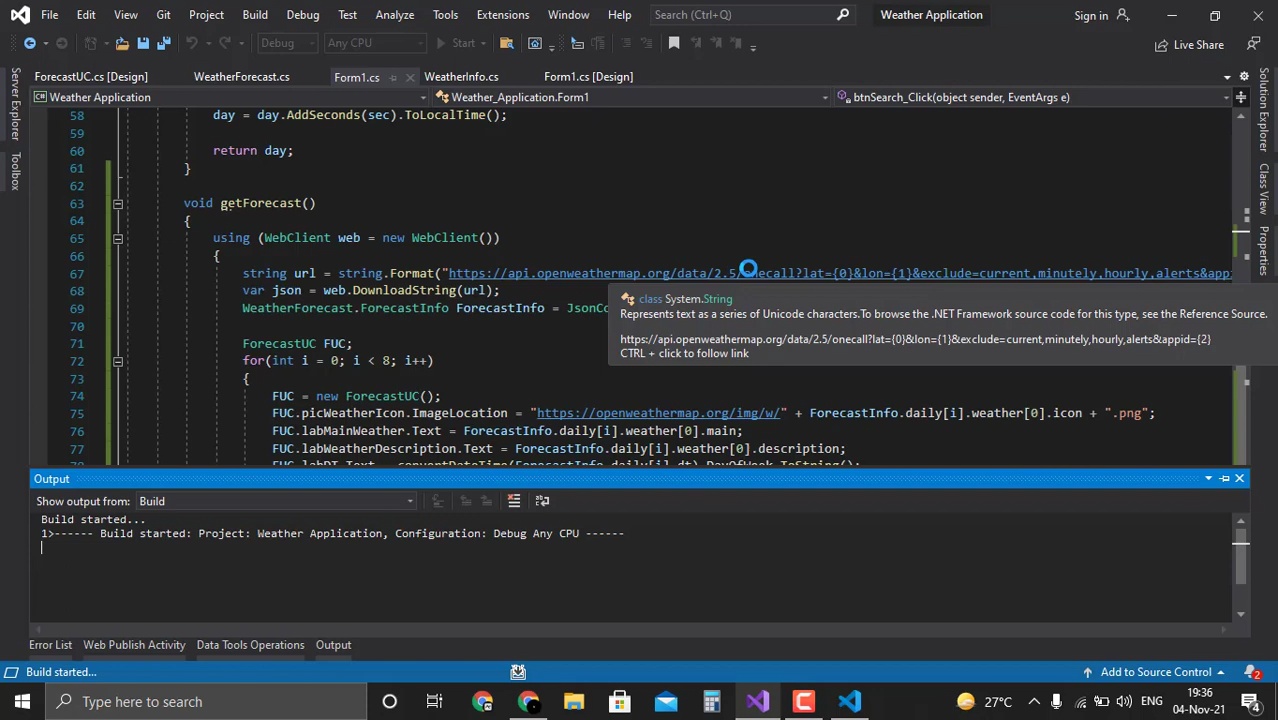 File Edit View Git Project Build Debug Test Analyze Tools Extensions Window Help Search (Ctrl+Q) Weather Application Sign in
Debug Any CPU Start Live Share
ForecastUC.cs [Design] WeatherForecast.cs Form1.cs WeatherInfo.cs Form1.cs [Design]
Weather Application Weather_Application.Form1 btnSearch_Click(object sender, EventArgs e)
Server Explorer
Toolbox
Solution Explorer
Class View
Properties
58 day = day.AddSeconds(sec).ToLocalTime();
59
60 return day;
61 }
62
63 void getForecast()
64 {
65 using (WebClient web = new WebClient())
66 {
67 string url = string.Format("https://api.openweathermap.org/data/2.5/onecall?lat={0}&lon={1}&exclude=current,minutely,hourly,alerts&appi
68 var json = web.DownloadString(url);
69 WeatherForecast.ForecastInfo ForecastInfo = JsonCo
70
71 ForecastUC FUC;
72 for(int i = 0; i < 8; i++)
73 {
74 FUC = new ForecastUC();
75 FUC.picWeatherIcon.ImageLocation = "https://openweathermap.org/img/w/" + ForecastInfo.daily[i].weather[0].icon + ".png";
76 FUC.labMainWeather.Text = ForecastInfo.daily[i].weather[0].main;
77 FUC.labWeatherDescription.Text = ForecastInfo.daily[i].weather[0].description;
FUC.labDT.Text = convertDateTime(ForecastInfo.daily[i].dt).DayOfWeek.ToString();
class System.String
Represents text as a series of Unicode characters.To browse the .NET Framework source code for this type, see the Reference Source.
https://api.openweathermap.org/data/2.5/onecall?lat={0}&lon={1}&exclude=current,minutely,hourly,alerts&appid={2}
CTRL + click to follow link
Output
Show output from: Build
Build started...
1>------ Build started: Project: Weather Application, Configuration: Debug Any CPU ------
Error List Web Publish Activity Data Tools Operations Output
Build started... Add to Source Control 2
Type here to search 27°C ENG 19:36
04-Nov-21 4